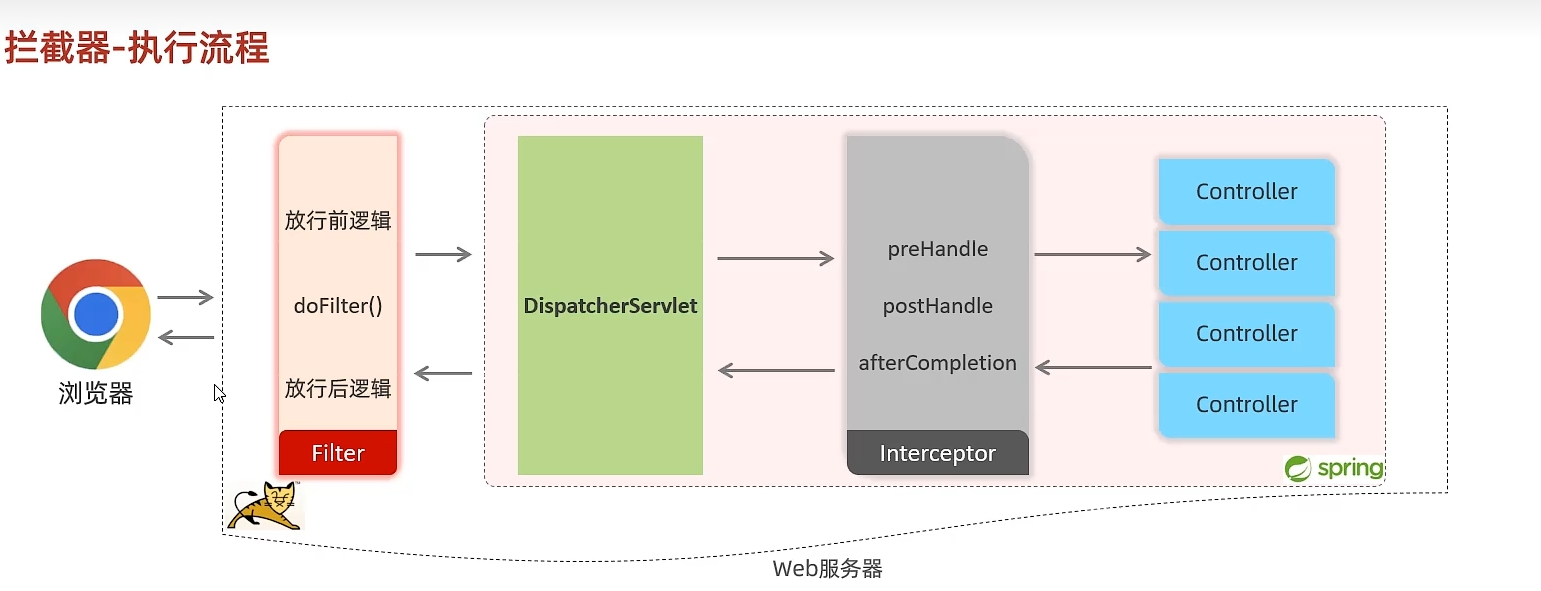 拦截器-执行流程
放行前逻辑
doFilter()
放行后逻辑
Filter
DispatcherServlet
preHandle
postHandle
afterCompletion
Interceptor
Controller
Controller
Controller
Controller
spring
浏览器
Web服务器